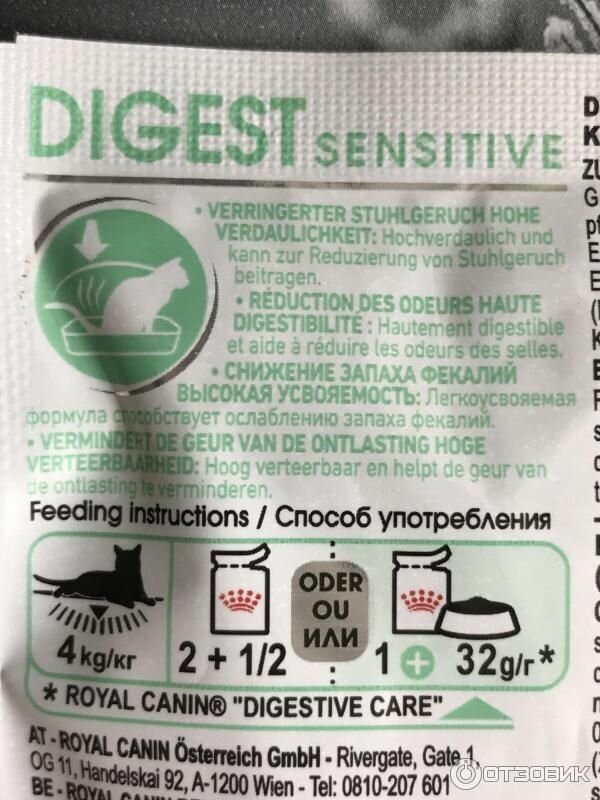 DIGEST SENSITIVE
• VERRINGERTER STUHLGERUCH HOHE
VERDAULICHKEIT: Hochverdaulich und
kann zur Reduzierung von Stuhlgeruch
beitragen.
• RÉDUCTION DES ODEURS HAUTE
DIGESTIBILITÉ : Hautement digestible
et aide à réduire les odeurs des selles.
• СНИЖЕНИЕ ЗАПАХА ФЕКАЛИЙ
ВЫСОКАЯ УСВОЯЕМОСТЬ: Легкоусвояемая
формула способствует ослаблению запаха фекалий.
• VERMINDERT DE GEUR VAN DE ONTLASTING HOGE
VERTEERBAARHEID: Hoog verteerbaar en helpt de geur van
de ontlasting te verminderen.
Feeding instructions / Способ употребления
4 kg/кг
2 + 1/2
ODER
OU
ИЛИ
1 + 32g/г*
* ROYAL CANIN® "DIGESTIVE CARE"
AT - ROYAL CANIN Österreich GmbH - Rivergate, Gate 1,
OG 11, Handelskai 92, A-1200 Wien - Tel: 0810-207 601
BE - ROYAL CANIN
ОТЗОВИК